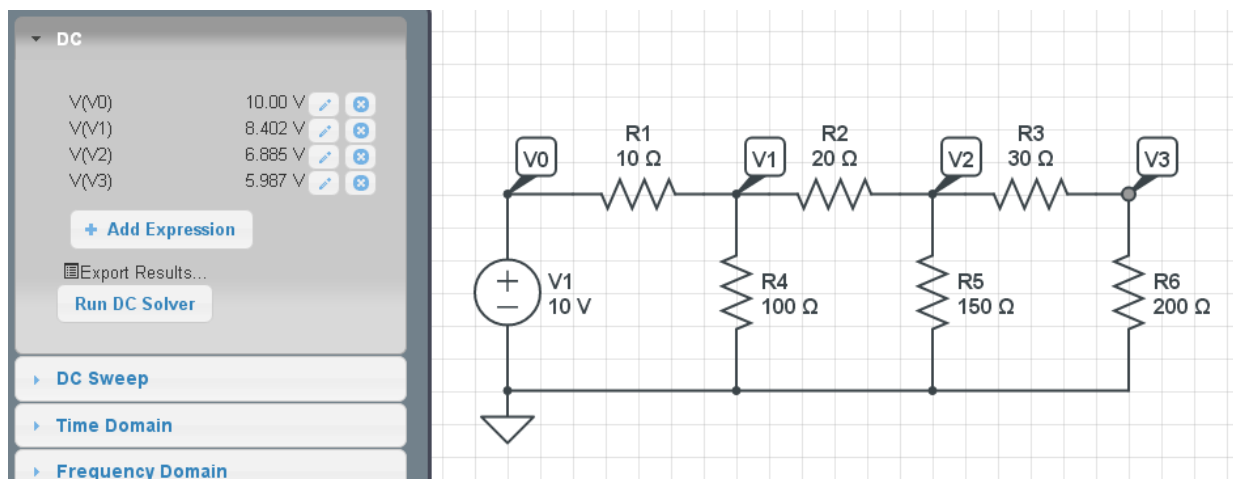 DC
V(V0) 10.00 V
V(V1) 8.402 V
V(V2) 6.885 V
V(V3) 5.987 V
+ Add Expression
Export Results...
Run DC Solver
DC Sweep
Time Domain
Frequency Domain
V0
R1
10 Ω
V1
R2
20 Ω
V2
R3
30 Ω
V3
V1
10 V
R4
100 Ω
R5
150 Ω
R6
200 Ω